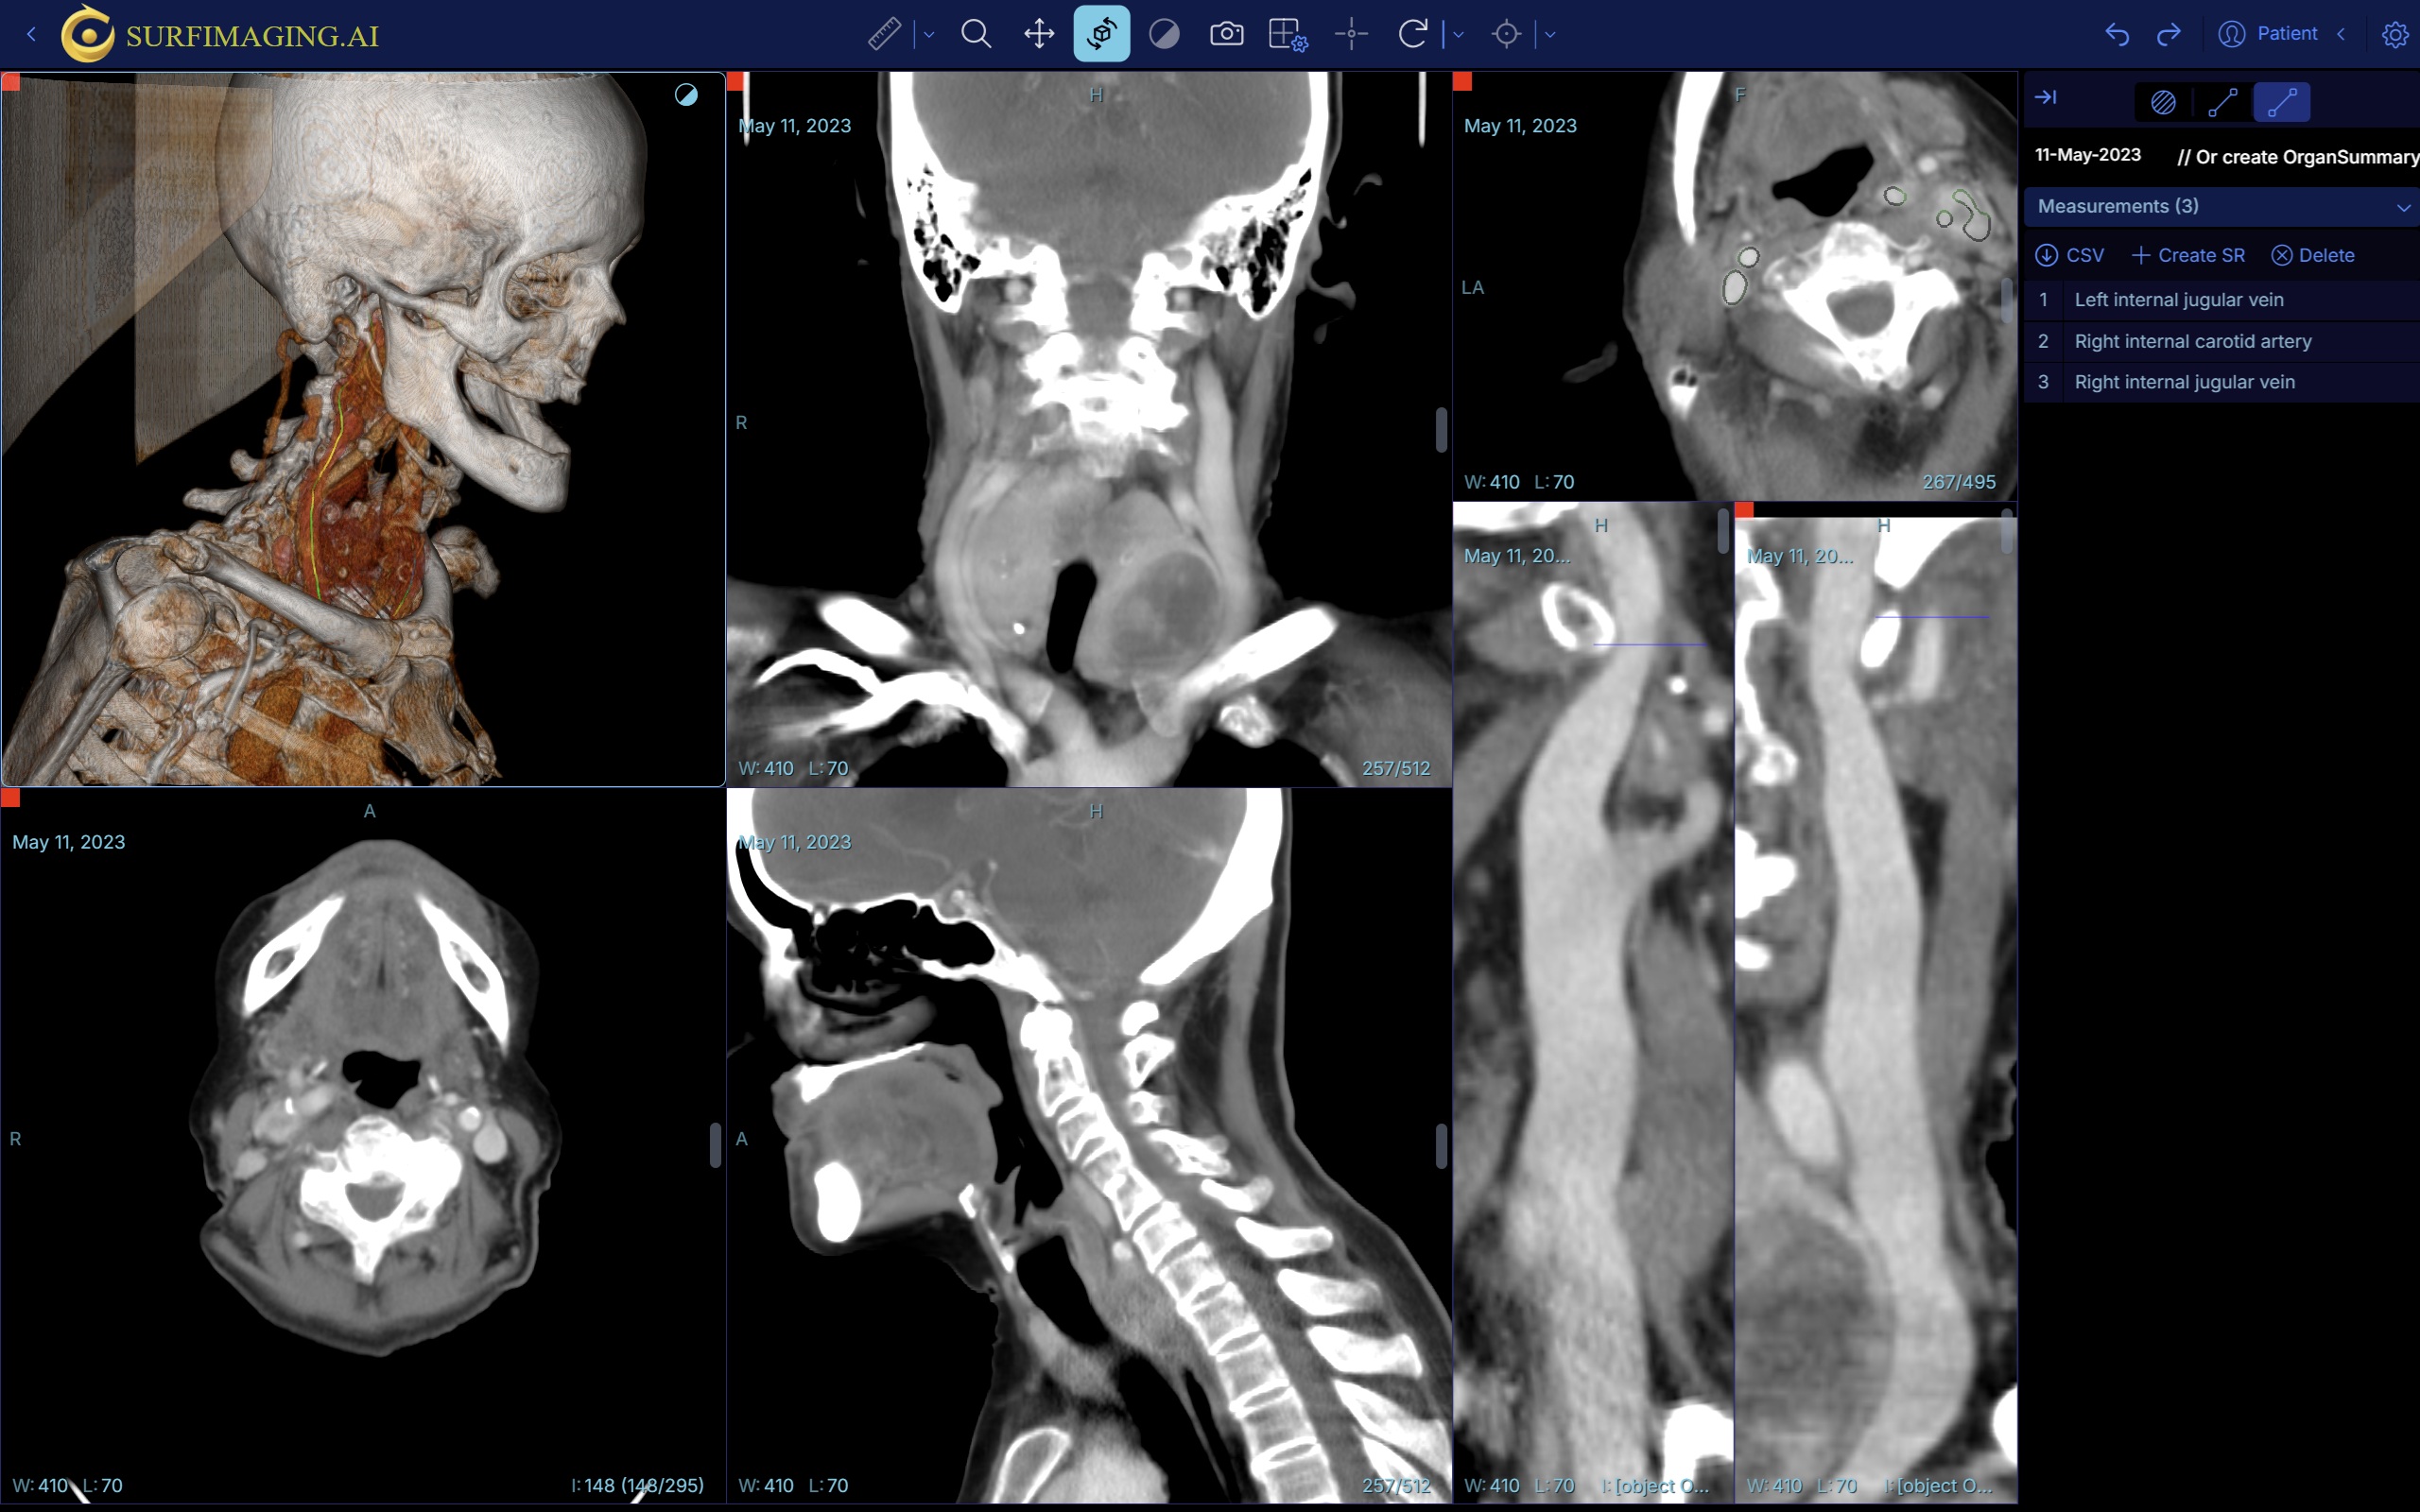 SURFIMAGING.AI
Patient
H
May 11, 2023
R
W: 410 L: 70
257/512
F
May 11, 2023
LA
W: 410 L: 70
267/495
11-May-2023 // Or create OrganSummary
Measurements (3)
CSV Create SR Delete
1 Left internal jugular vein
2 Right internal carotid artery
3 Right internal jugular vein
H
May 11, 20...
W: 410 L: 70 I: [object O...
H
May 11, 20...
W: 410 L: 70 I: [object O...
A
May 11, 2023
R
W: 410 L: 70
I: 148 (148/295)
H
May 11, 2023
A
W: 410 L: 70
257/512